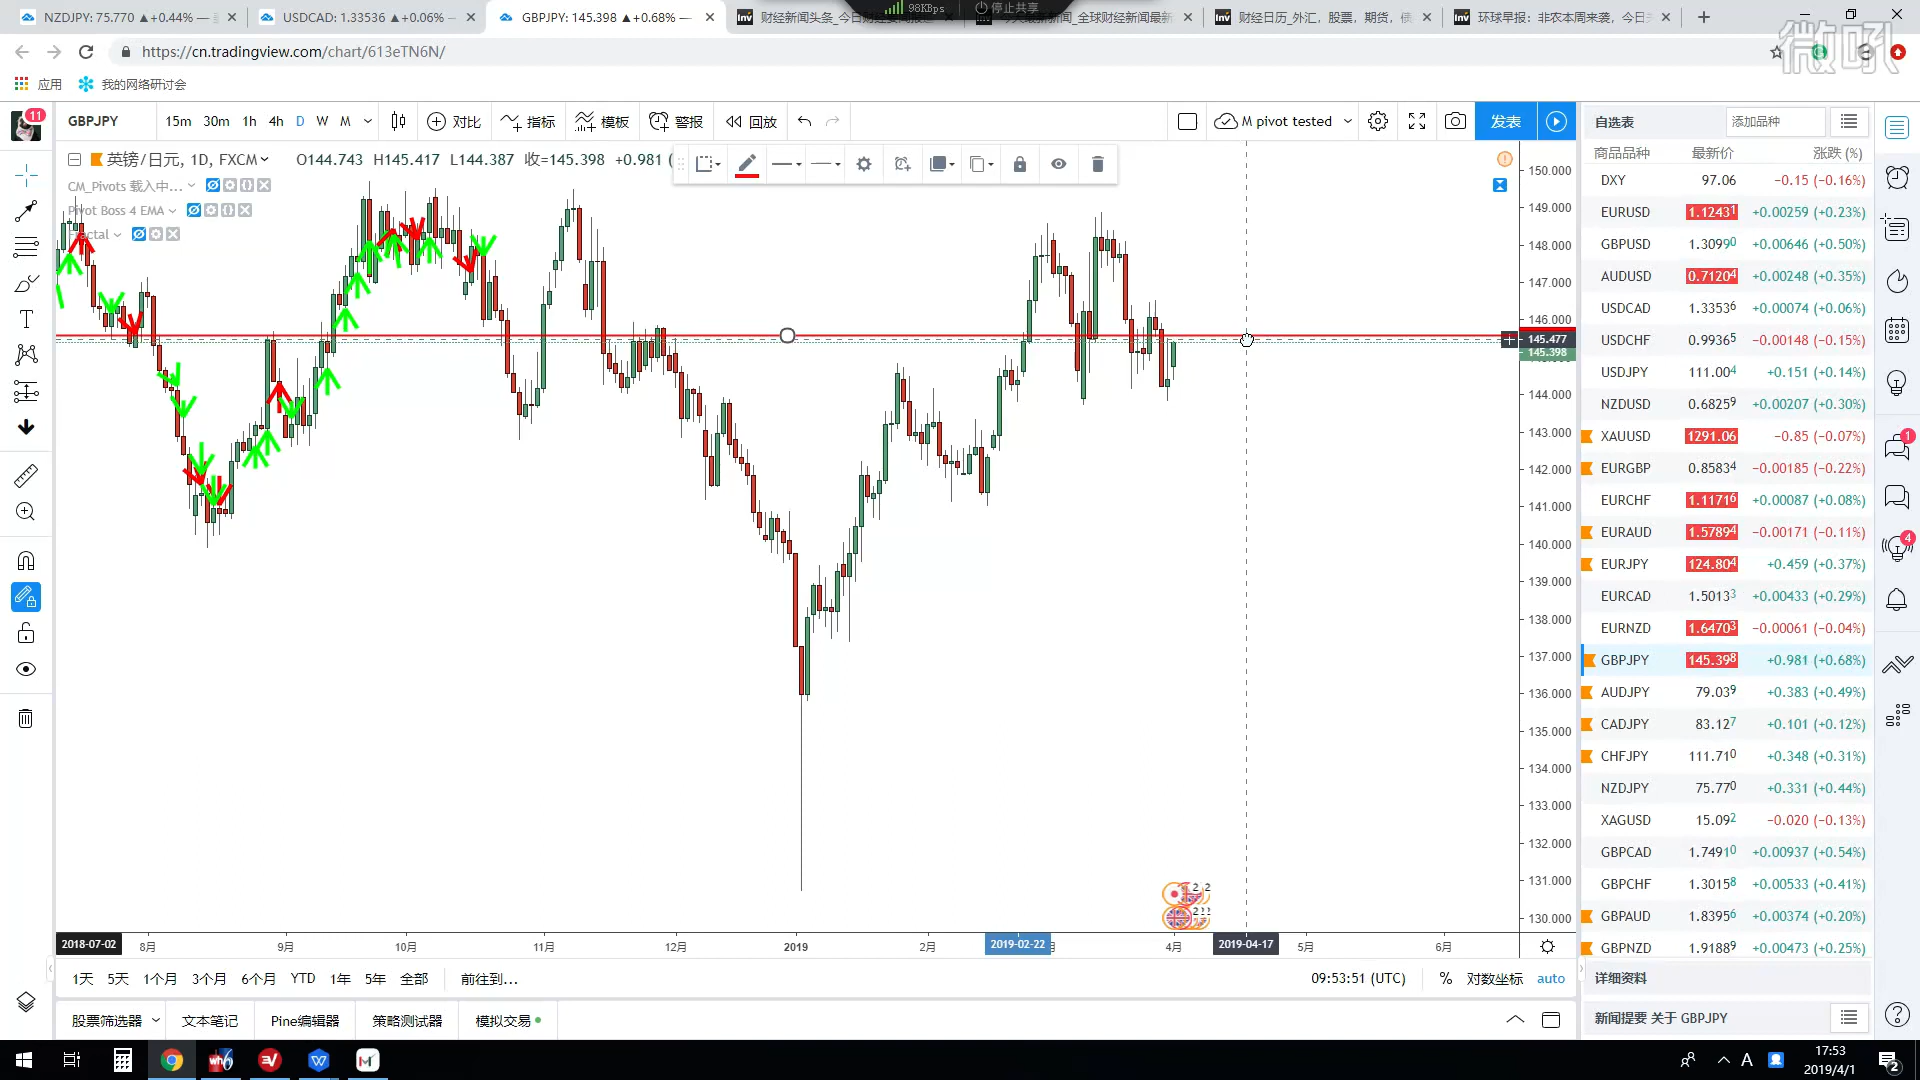 NZDJPY: 75.770 ▲+0.44% —
USDCAD: 1.33536 ▲+0.06% —
GBPJPY: 145.398 ▲+0.68% —
98KBps
停止共享
财经日历_外汇，股票，期货，债
环球早报：非农本周来袭，今日
微吼
https://cn.tradingview.com/chart/613eTN6N/
应用
我的网络研讨会
11
GBPJPY
15m 30m 1h 4h D W M
对比
指标
模板
警报
回放
M pivot tested
发表
英镑/日元, 1D, FXCM
O144.743 H145.417 L144.387 收=145.398 +0.981 (
CM_Pivots 载入中...
Pivot Boss 4 EMA
150.000
149.000
148.000
147.000
146.000
145.477
145.398
144.000
143.000
142.000
141.000
140.000
139.000
138.000
137.000
136.000
135.000
134.000
133.000
132.000
131.000
130.000
2018-07-02 8月 9月 10月 11月 12月 2019 2月 2019-02-22 4月 2019-04-17 5月 6月
1天 5天 1个月 3个月 6个月 YTD 1年 5年 全部 前往到...
09:53:51 (UTC) % 对数坐标 auto
股票筛选器 文本笔记 Pine编辑器 策略测试器 模拟交易
自选表 添加品种
商品品种 最新价 涨跌 (%)
DXY 97.06 −0.15 (−0.16%)
EURUSD 1.12431 +0.00259 (+0.23%)
GBPUSD 1.30990 +0.00646 (+0.50%)
AUDUSD 0.71204 +0.00248 (+0.35%)
USDCAD 1.33536 +0.00074 (+0.06%)
USDCHF 0.99365 −0.00148 (−0.15%)
USDJPY 111.004 +0.151 (+0.14%)
NZDUSD 0.68259 +0.00207 (+0.30%)
XAUUSD 1291.06 −0.85 (−0.07%)
EURGBP 0.85834 −0.00185 (−0.22%)
EURCHF 1.11716 +0.00087 (+0.08%)
EURAUD 1.57894 −0.00171 (−0.11%)
EURJPY 124.804 +0.459 (+0.37%)
EURCAD 1.50133 +0.00433 (+0.29%)
EURNZD 1.64703 −0.00061 (−0.04%)
GBPJPY 145.398 +0.981 (+0.68%)
AUDJPY 79.039 +0.383 (+0.49%)
CADJPY 83.127 +0.101 (+0.12%)
CHFJPY 111.710 +0.348 (+0.31%)
NZDJPY 75.770 +0.331 (+0.44%)
XAGUSD 15.092 −0.020 (−0.13%)
GBPCAD 1.74910 +0.00937 (+0.54%)
GBPCHF 1.30158 +0.00533 (+0.41%)
GBPAUD 1.83956 +0.00374 (+0.20%)
GBPNZD 1.91889 +0.00473 (+0.25%)
详细资料
新闻提要 关于 GBPJPY
1
4
17:53
2019/4/1
2